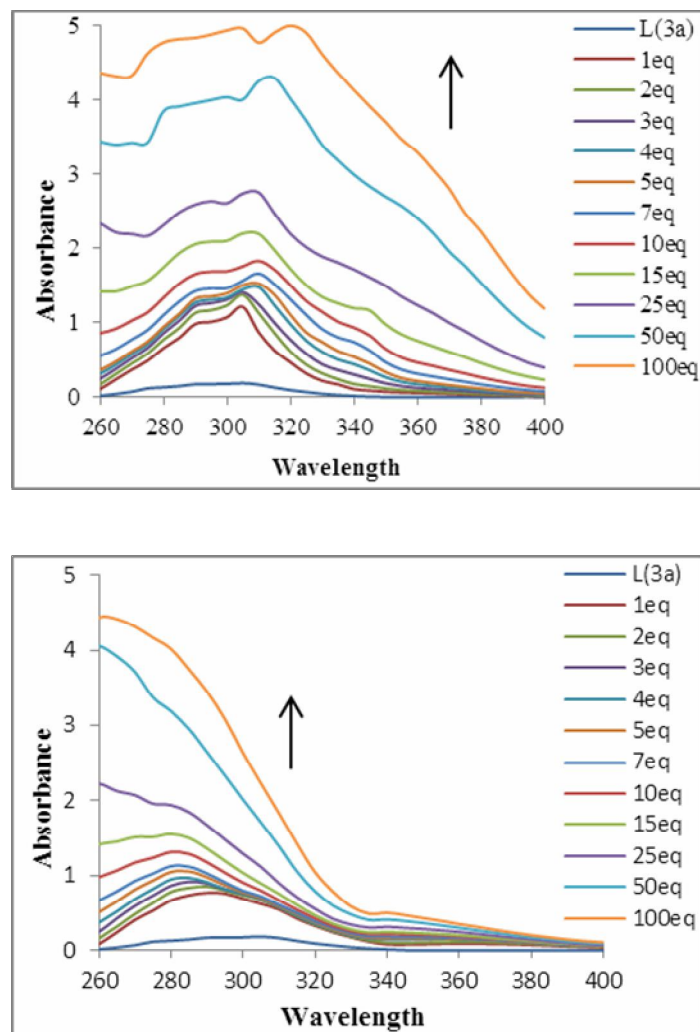 Absorbance
5
4
3
2
1
0
260 280 300 320 340 360 380 400
Wavelength
L(3a)
1eq
2eq
3eq
4eq
5eq
7eq
10eq
15eq
25eq
50eq
100eq
Absorbance
5
4
3
2
1
0
260 280 300 320 340 360 380 400
Wavelength
L(3a)
1eq
2eq
3eq
4eq
5eq
7eq
10eq
15eq
25eq
50eq
100eq